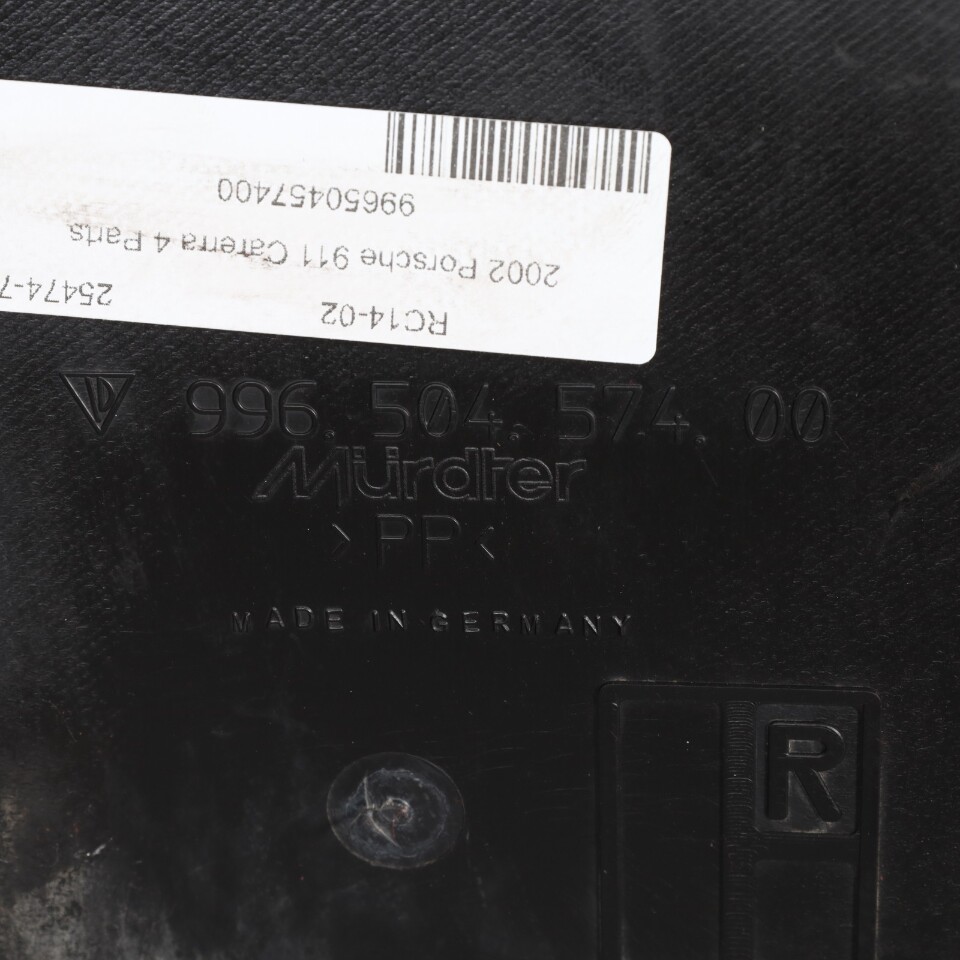 99650457400
2002 Porsche 911 Carerra 4 Parts
RC14-02
25474-7
996. 504. 574. 00
Mürdter
>PP<
MADE IN GERMANY
R